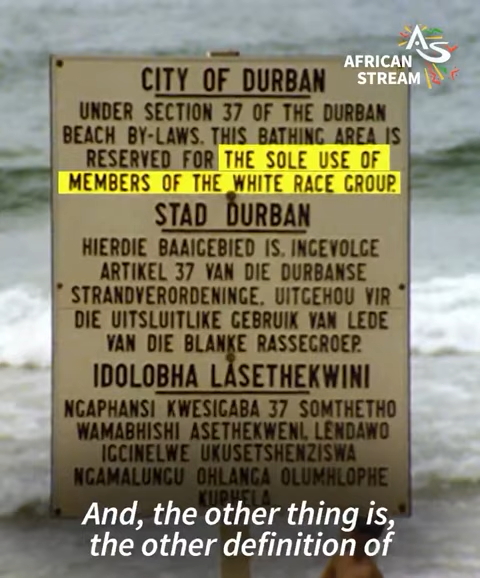 AFRICAN
STREAM
CITY OF DURBAN
UNDER SECTION 37 OF THE DURBAN
BEACH BY-LAWS. THIS BATHING AREA IS
RESERVED FOR THE SOLE USE OF
MEMBERS OF THE WHITE RACE GROUP.
STAD DURBAN
HIERDIE BAAIGEBIED IS, INGEVOLGE
ARTIKEL 37 VAN DIE DURBANSE
STRANDVERORDENINGE, UITGEHOU VIR
DIE UITSLUITLIKE GEBRUIK VAN LEDE
VAN DIE BLANKE RASSEGROEP.
IDOLOBHA LASETHEKWINI
NGAPHANSI KWESIGABA 37 SOMTHETHO
WAMABHISHI ASETHEKWENI, LENDAWO
IGCINELWE UKUSETSHENZISWA
NGAMALUNGU OHLANGA OLUMHLOPHE
KUPHELA
And, the other thing is,
the other definition of